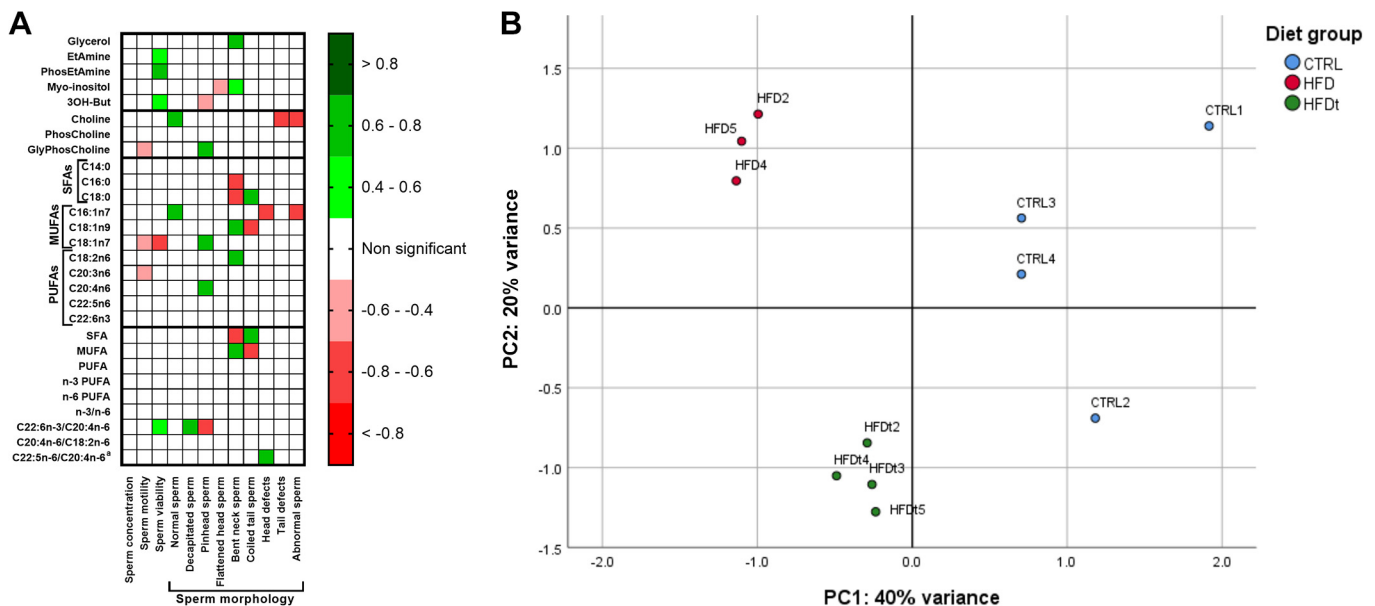 A
Glycerol
EtAmine
PhosEtAmine
Myo-inositol
3OH-But
Choline
PhosCholine
GlyPhosCholine
SFAs
C14:0
C16:0
C18:0
MUFAs
C16:1n7
C18:1n9
C18:1n7
PUFAs
C18:2n6
C20:3n6
C20:4n6
C22:5n6
C22:6n3
SFA
MUFA
PUFA
n-3 PUFA
n-6 PUFA
n-3/n-6
C22:6n-3/C20:4n-6
C20:4n-6/C18:2n-6
C22:5n-6/C20:4n-6a
Sperm concentration
Sperm motility
Sperm viability
Normal sperm
Decapitated sperm
Pinhead sperm
Flattened head sperm
Bent neck sperm
Coiled tail sperm
Head defects
Tail defects
Abnormal sperm
Sperm morphology
> 0.8
0.6 - 0.8
0.4 - 0.6
Non significant
-0.6 - -0.4
-0.8 - -0.6
< -0.8
B
PC2: 20% variance
1.5
1.0
0.5
0.0
-0.5
-1.0
-1.5
HFD2
HFD5
HFD4
CTRL1
CTRL3
CTRL4
CTRL2
HFDt2
HFDt4
HFDt3
HFDt5
-2.0
-1.0
0.0
1.0
2.0
PC1: 40% variance
Diet group
CTRL
HFD
HFDt